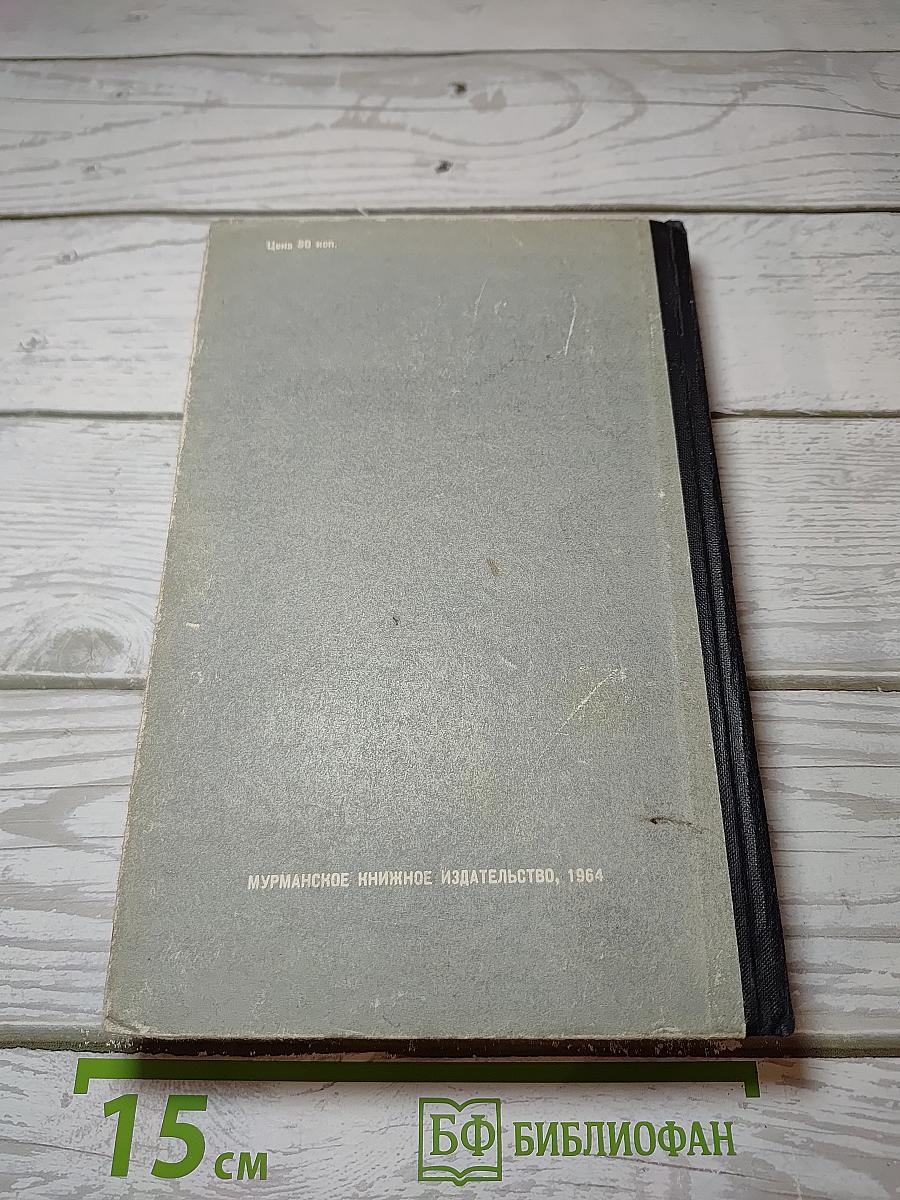 Цена 80 коп.
МУРМАНСКОЕ КНИЖНОЕ ИЗДАТЕЛЬСТВО, 1964
15 см
БФ БИБЛИОФАН